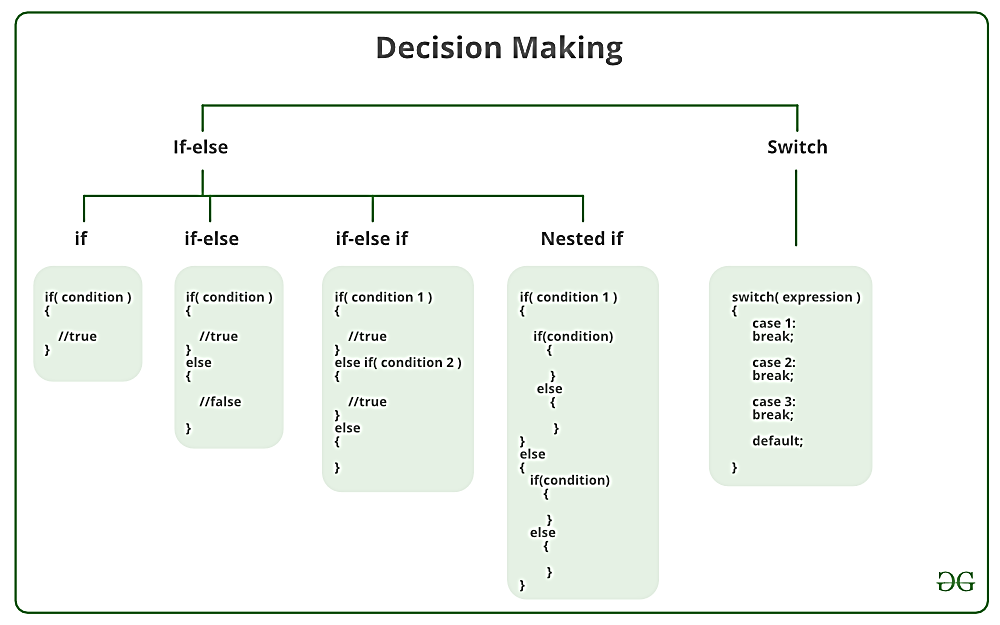 Decision Making
If-else
Switch
if
if-else
if-else if
Nested if
if( condition )
{
//true
}
if( condition )
{
//true
}
else
{
//false
}
if( condition 1 )
{
//true
}
else if( condition 2 )
{
//true
}
else
{
}
if( condition 1 )
{
if(condition)
{
}
else
{
}
}
else
{
if(condition)
{
}
else
{
}
}
switch( expression )
{
case 1:
break;
case 2:
break;
case 3:
break;
default;
}